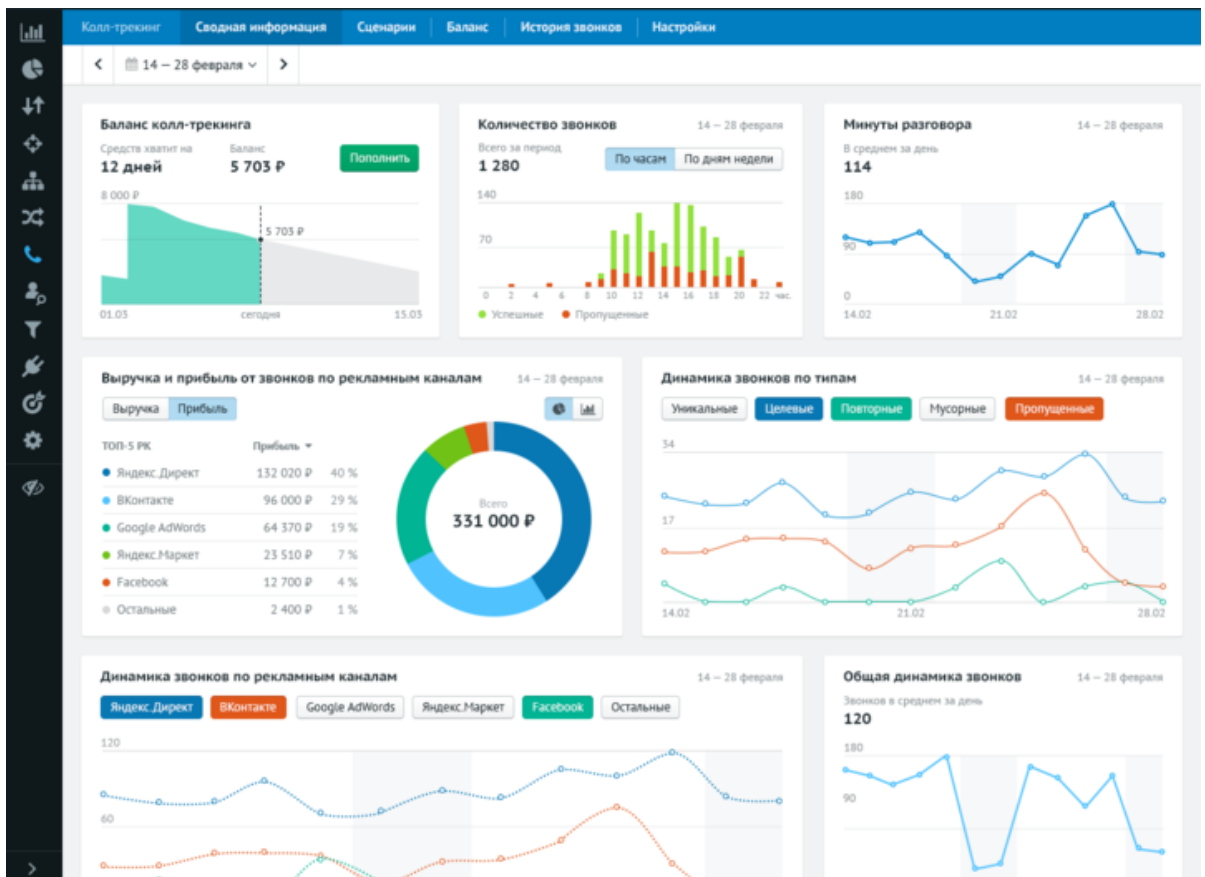 Колл-трекинг Сводная информация Сценарии Баланс История звонков Настройки
14 — 28 февраля
Баланс колл-трекинга
Средств хватит на Баланс
12 дней 5 703 ₽ Пополнить
8 000 ₽
5 703 ₽
01.03 сегодня 15.03
Количество звонков 14 — 28 февраля
Всего за период
1 280 По часам По дням недели
140
70
0 2 4 6 8 10 12 14 16 18 20 22 час.
Успешные Пропущенные
Минуты разговора 14 — 28 февраля
В среднем за день
114
180
90
0
14.02 21.02 28.02
Выручка и прибыль от звонков по рекламным каналам 14 — 28 февраля
Выручка Прибыль
ТОП-5 РК Прибыль
Яндекс.Директ 132 020 ₽ 40 %
ВКонтакте 96 000 ₽ 29 %
Google AdWords 64 370 ₽ 19 %
Яндекс.Маркет 23 510 ₽ 7 %
Facebook 12 700 ₽ 4 %
Остальные 2 400 ₽ 1 %
Всего
331 000 ₽
Динамика звонков по типам 14 — 28 февраля
Уникальные Целевые Повторные Мусорные Пропущенные
34
17
14.02 21.02 28.02
Динамика звонков по рекламным каналам 14 — 28 февраля
Яндекс.Директ ВКонтакте Google AdWords Яндекс.Маркет Facebook Остальные
120
60
Общая динамика звонков 14 — 28 февраля
Звонков в среднем за день
120
180
90